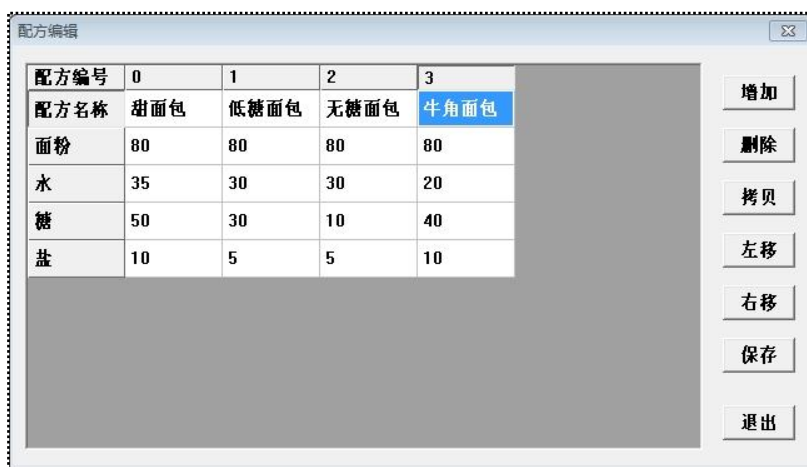 配方编辑
配方编号 0 1 2 3
配方名称 甜面包 低糖面包 无糖面包 牛角面包
面粉 80 80 80 80
水 35 30 30 20
糖 50 30 10 40
盐 10 5 5 10
增加
删除
拷贝
左移
右移
保存
退出